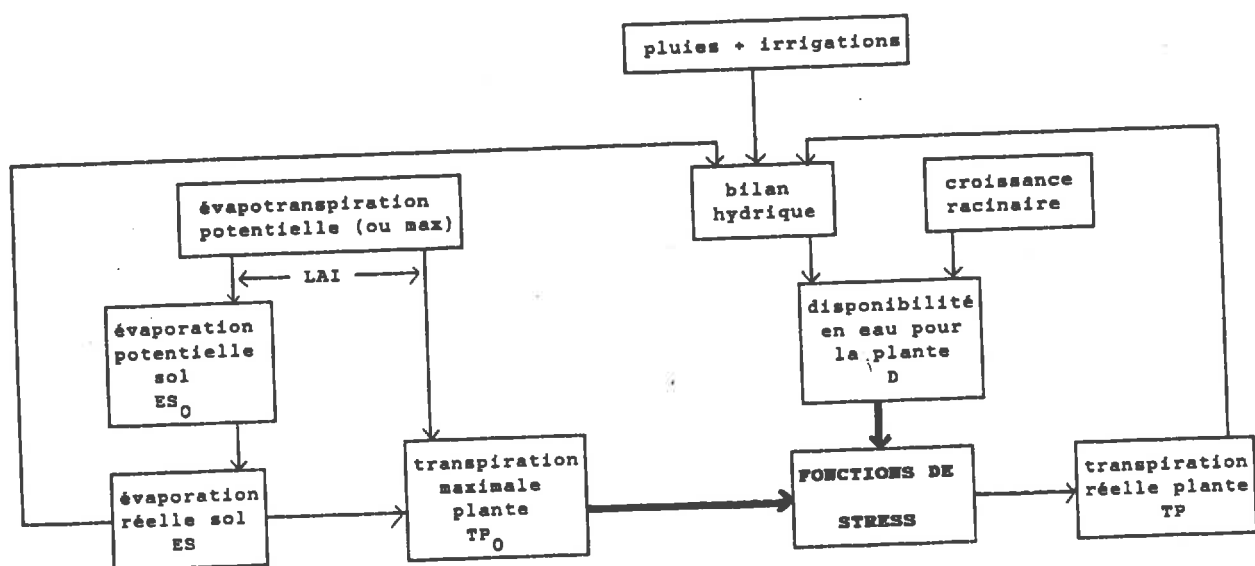 pluies + irrigations
bilan
hydrique
croissance
racinaire
évapotranspiration
potentielle (ou max)
LAI
évaporation
potentielle
sol
ES0
disponibilité
en eau pour
la plante
D
évaporation
réelle sol
ES
transpiration
maximale
plante
TP0
FONCTIONS DE
STRESS
transpiration
réelle plante
TP